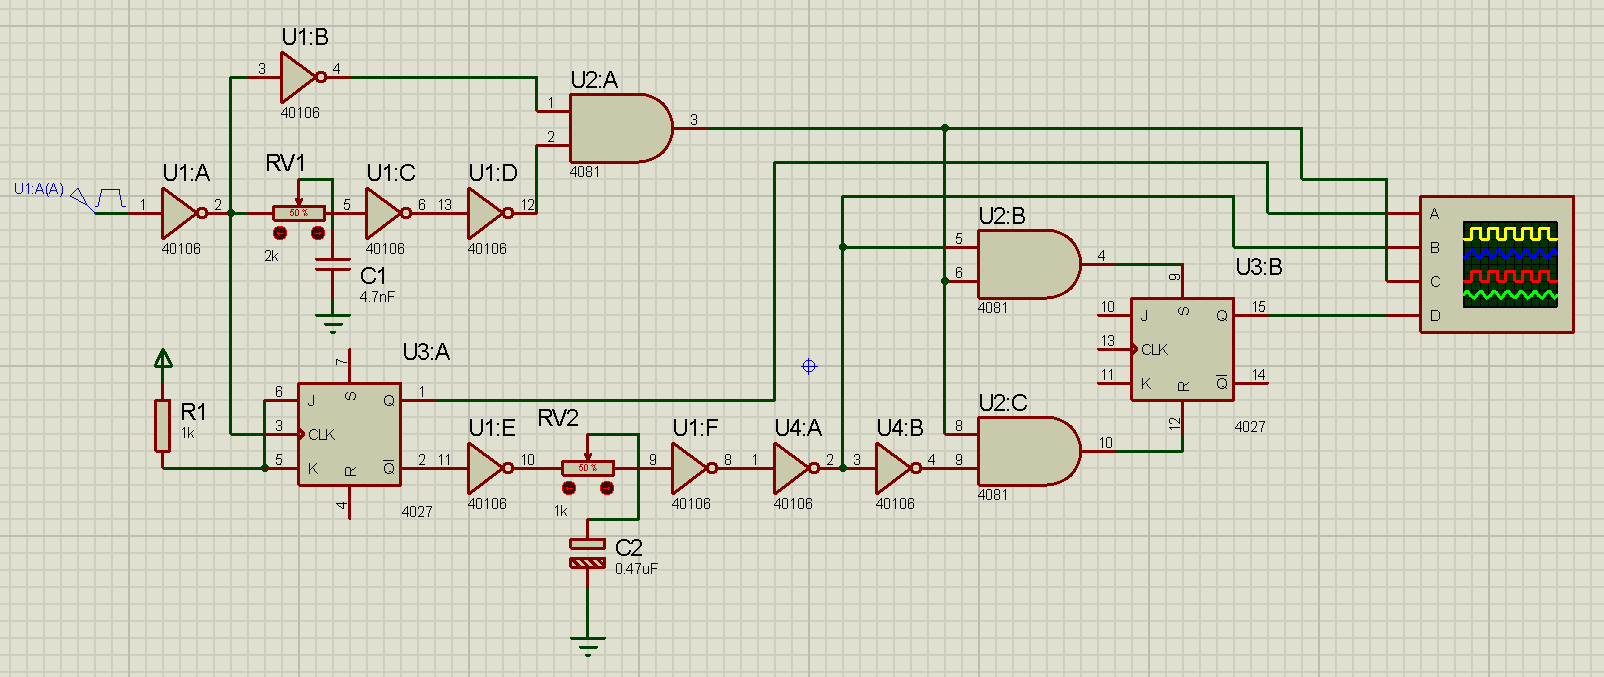 U1:B
3
4
40106
U2:A
1
2
3
4081
U1:A(A)
U1:A
1
2
40106
RV1
50 %
2k
U1:C
5
6
40106
U1:D
13
12
40106
C1
4.7nF
R1
1k
U3:A
7
6
J
S
Q
1
3
CLK
5
K
R
Q
2
4
4027
U1:E
11
10
40106
RV2
50 %
1k
C2
0.47uF
U1:F
9
8
40106
U4:A
1
2
40106
U4:B
3
4
40106
U2:B
5
6
4
4081
U2:C
8
9
10
4081
U3:B
9
10
J
S
Q
15
13
CLK
11
K
R
Q
14
12
4027
A
B
C
D